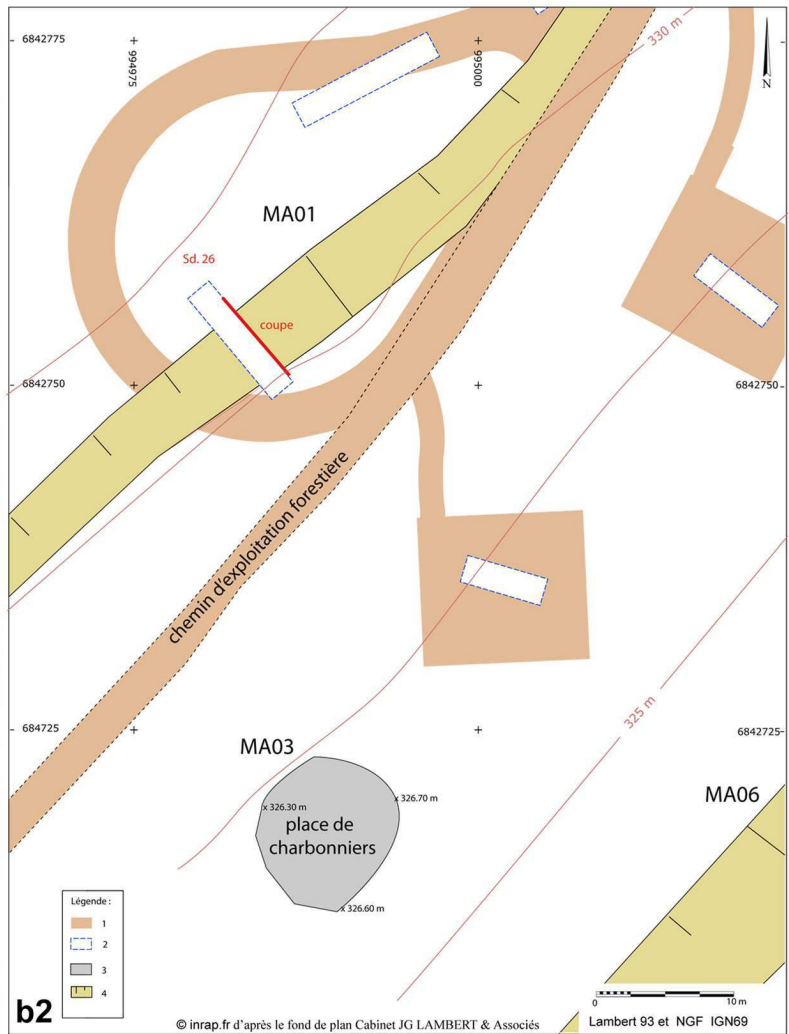 6842775
994975
995000
330 m
N
MA01
Sd. 26
coupe
6842750
6842750
chemin d'exploitation forestière
325 m
684725
6842725
MA03
x 326.30 m
x 326.70 m
place de
charbonniers
x 326.60 m
MA06
Légende :
1
2
3
4
b2
© inrap.fr d'après le fond de plan Cabinet JG LAMBERT & Associés
0
10 m
Lambert 93 et NGF IGN69